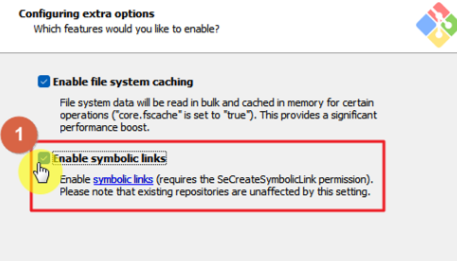 Configuring extra options
Which features would you like to enable?
Enable file system caching
File system data will be read in bulk and cached in memory for certain
operations ("core.fscache" is set to "true"). This provides a significant
performance boost.
1
Enable symbolic links
Enable symbolic links (requires the SeCreateSymbolicLink permission).
Please note that existing repositories are unaffected by this setting.